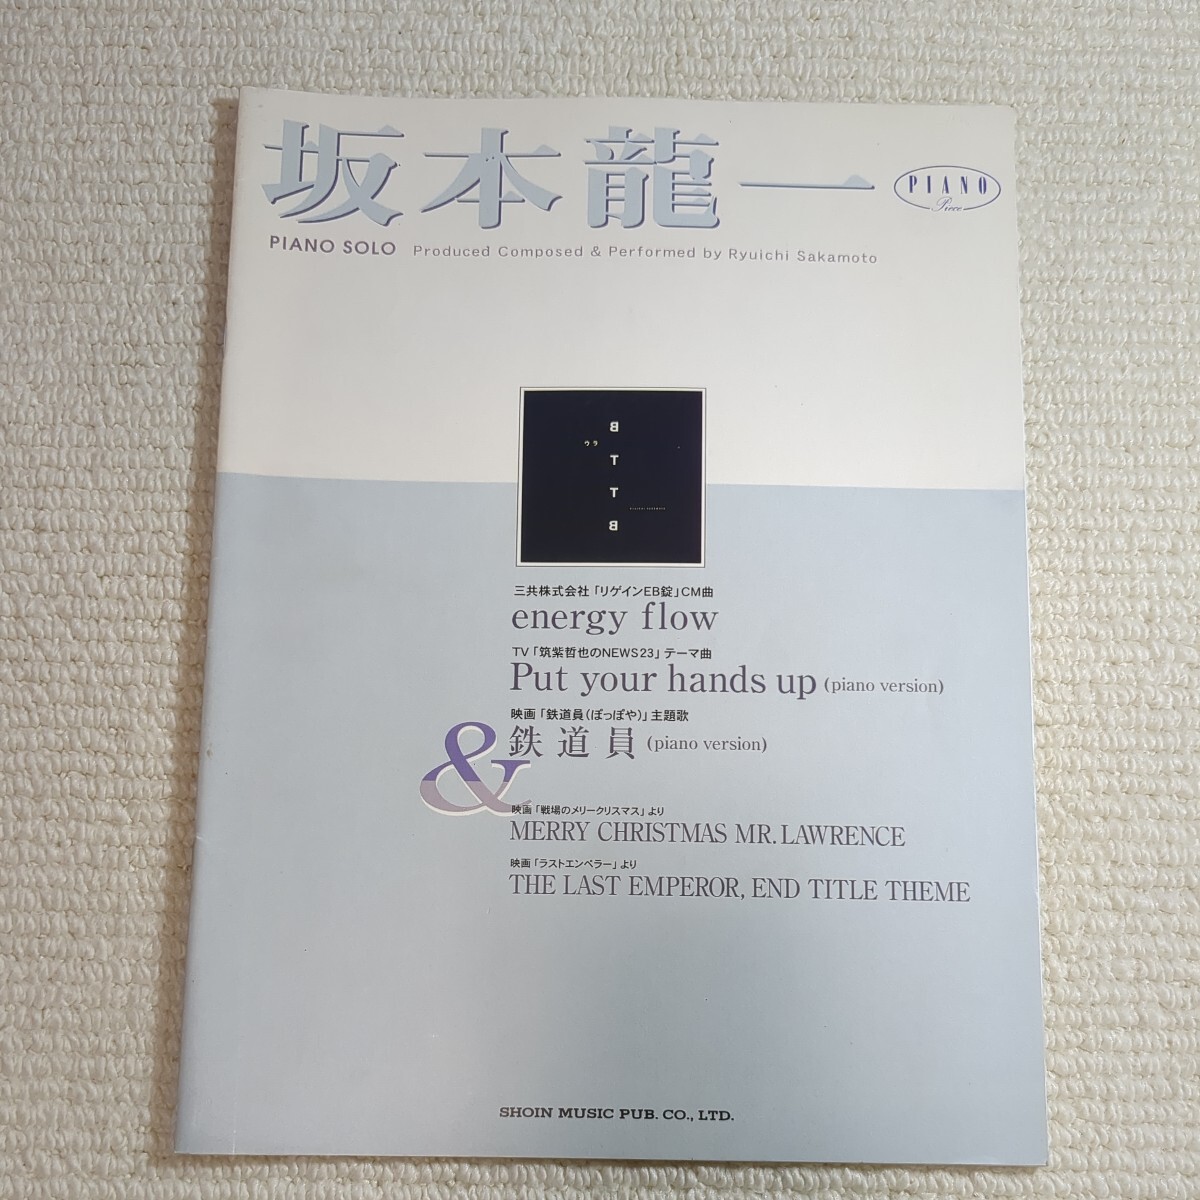 坂本龍一
PIANO
Piece
PIANO SOLO Produced Composed & Performed by Ryuichi Sakamoto
B
T
T
B
三共株式会社「リゲインEB錠」CM曲
energy flow
TV「筑紫哲也のNEWS23」テーマ曲
Put your hands up (piano version)
映画「鉄道員(ぽっぽや)」主題歌
鉄道員 (piano version)
&
映画「戦場のメリークリスマス」より
MERRY CHRISTMAS MR. LAWRENCE
映画「ラストエンペラー」より
THE LAST EMPEROR, END TITLE THEME
SHOIN MUSIC PUB. CO., LTD.